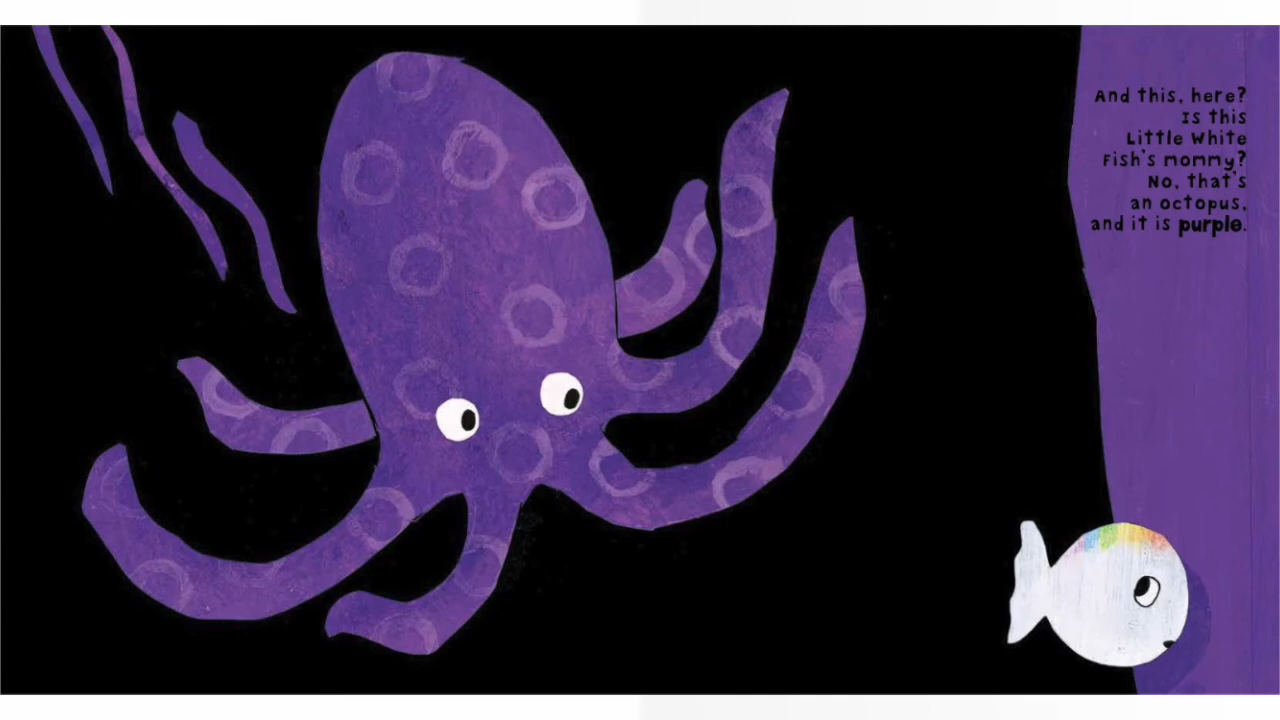 And this, here?
Is this
Little White
Fish's mommy?
No, that's
an octopus,
and it is purple.